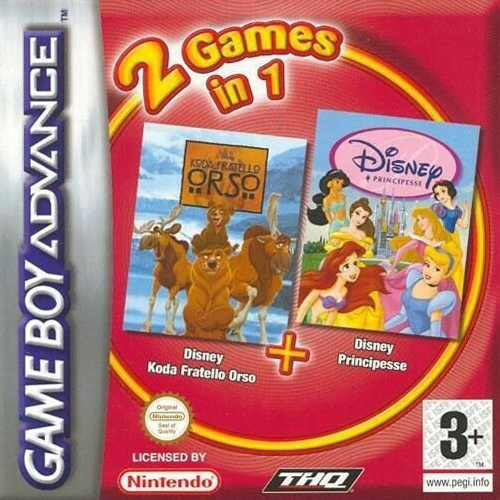 GAME BOY ADVANCE
TM
2 Games
in 1
KODA FRATELLO
ORSO
Disney
PRINCIPESSE
Disney
Koda Fratello Orso
+
Disney
Principesse
Original
Nintendo
Seal of
Quality
LICENSED BY
Nintendo
THQ
3+
www.pegi.info